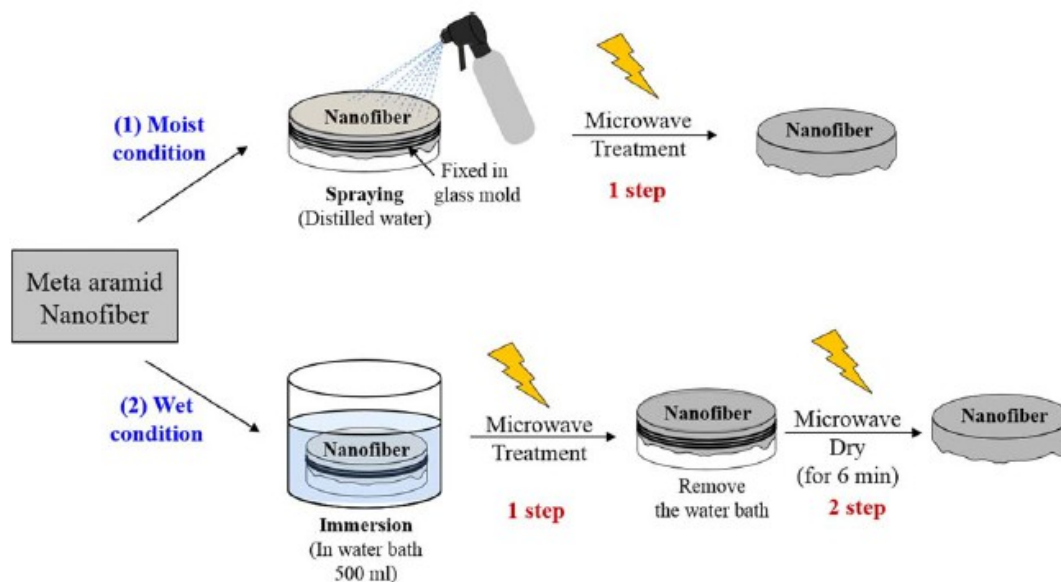 Meta aramid
Nanofiber
(1) Moist
condition
Nanofiber
Fixed in
glass mold
Spraying
(Distilled water)
Microwave
Treatment
1 step
Nanofiber
(2) Wet
condition
Nanofiber
Immersion
(In water bath
500 ml)
Microwave
Treatment
1 step
Nanofiber
Remove
the water bath
Microwave
Dry
(for 6 min)
2 step
Nanofiber